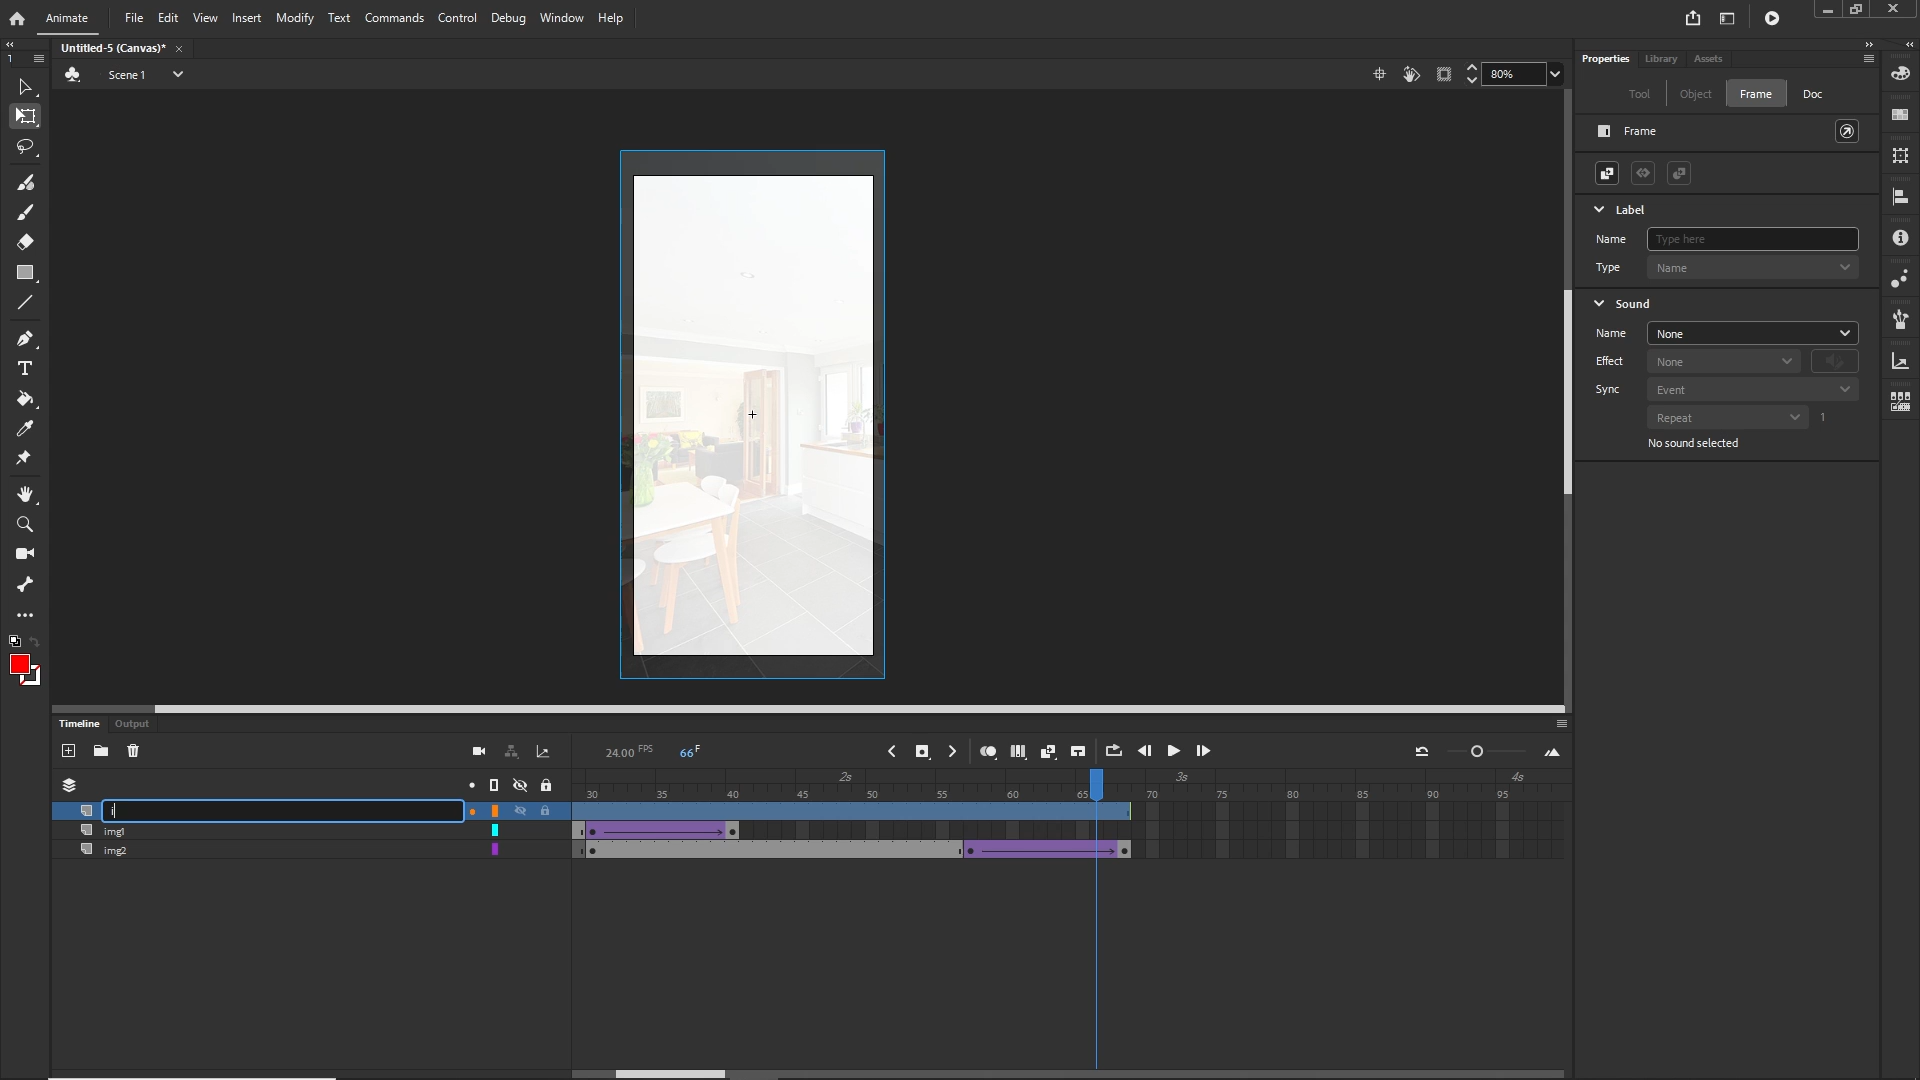 Animate File Edit View Insert Modify Text Commands Control Debug Window Help
Untitled-5 (Canvas)*
Scene 1
80%
Properties Library Assets
Tool Object Frame Doc
Frame
Label
Name Type here
Type Name
Sound
Name None
Effect None
Sync Event
Repeat 1
No sound selected
Timeline Output
24.00 FPS 66 F
2s 3s 4s
30 35 40 45 50 55 60 65 70 75 80 85 90 95
i
img1
img2